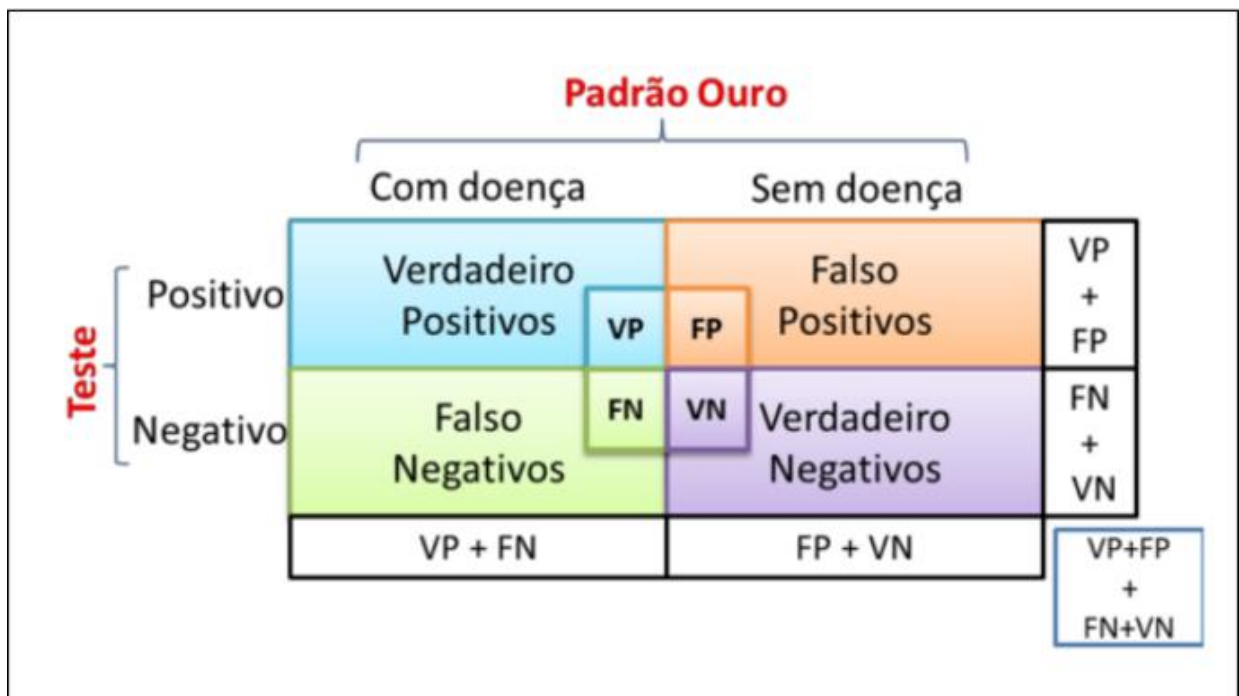 Padrão Ouro
Com doença
Sem doença
Teste
Positivo
Negativo
Verdadeiro
Positivos
VP
Falso
Positivos
FP
VP
+
FP
Falso
Negativos
FN
Verdadeiro
Negativos
VN
FN
+
VN
VP + FN
FP + VN
VP+FP
+
FN+VN